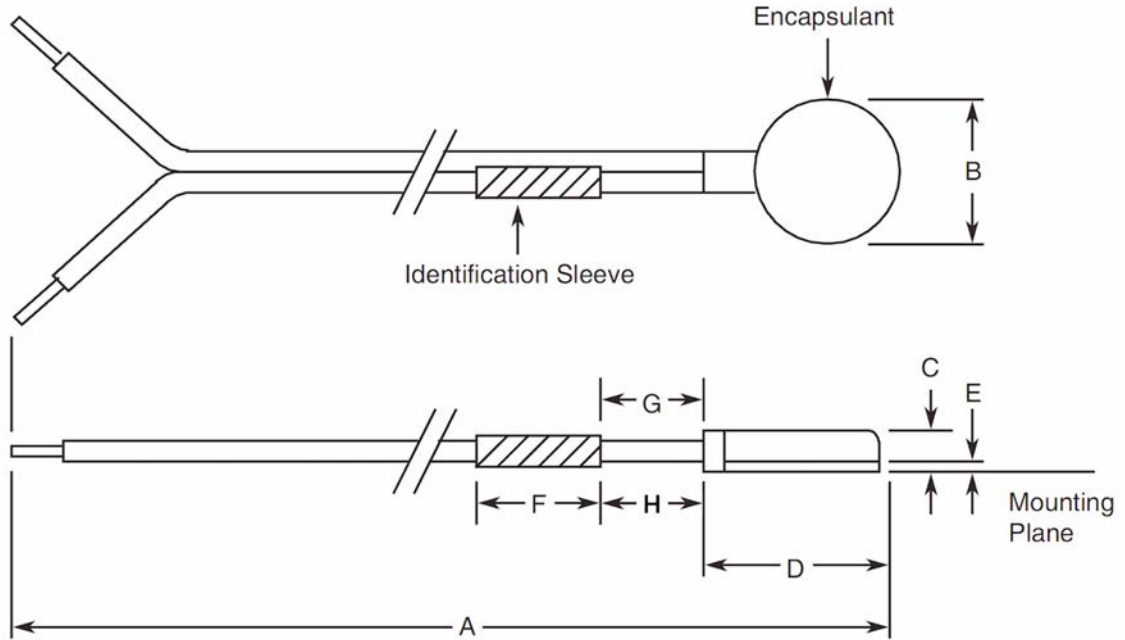 Encapsulant
B
Identification Sleeve
C
E
G
F
H
Mounting
Plane
D
A